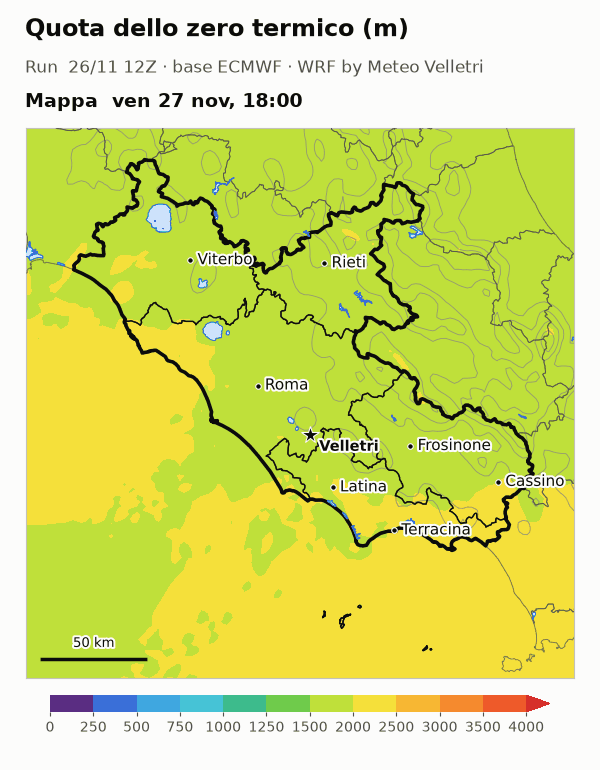 Quota dello zero termico (m)
Run 26/11 12Z · base ECMWF · WRF by Meteo Velletri
Mappa ven 27 nov, 18:00
Viterbo
Rieti
Roma
Velletri
Frosinone
Latina
Cassino
Terracina
50 km
0 250 500 750 1000 1250 1500 2000 2500 3000 3500 4000